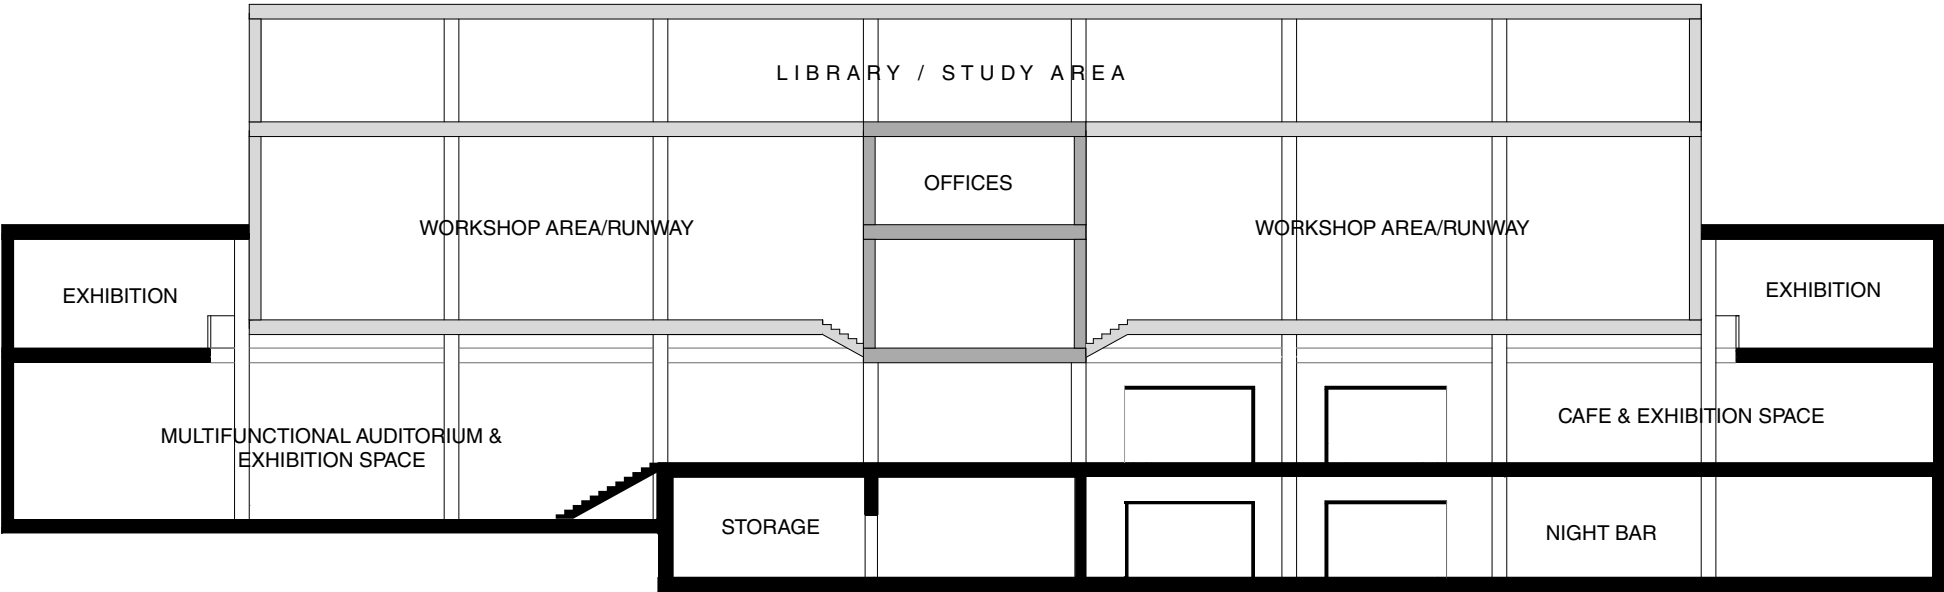 LIBRARY / STUDY AREA
OFFICES
WORKSHOP AREA/RUNWAY
WORKSHOP AREA/RUNWAY
EXHIBITION
EXHIBITION
MULTIFUNCTIONAL AUDITORIUM &
EXHIBITION SPACE
CAFE & EXHIBITION SPACE
STORAGE
NIGHT BAR